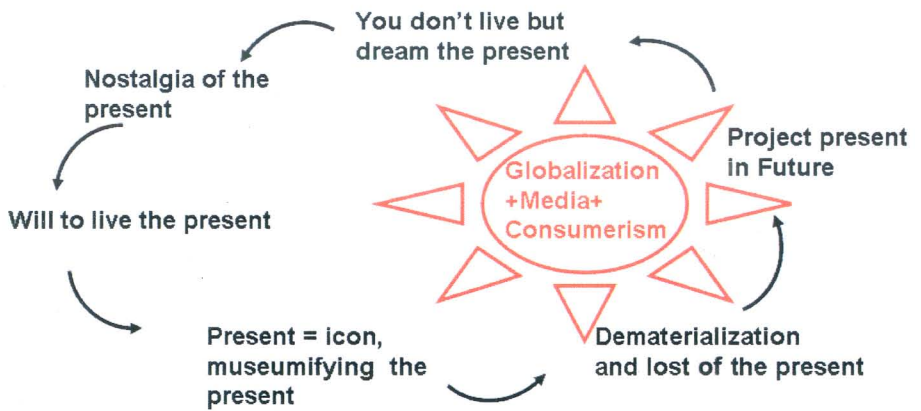 You don't live but
dream the present
Nostalgia of the
present
Project present
in Future
Globalization
+Media+
Consumerism
Will to live the present
Present = icon,
museumifying the
present
Dematerialization
and lost of the present